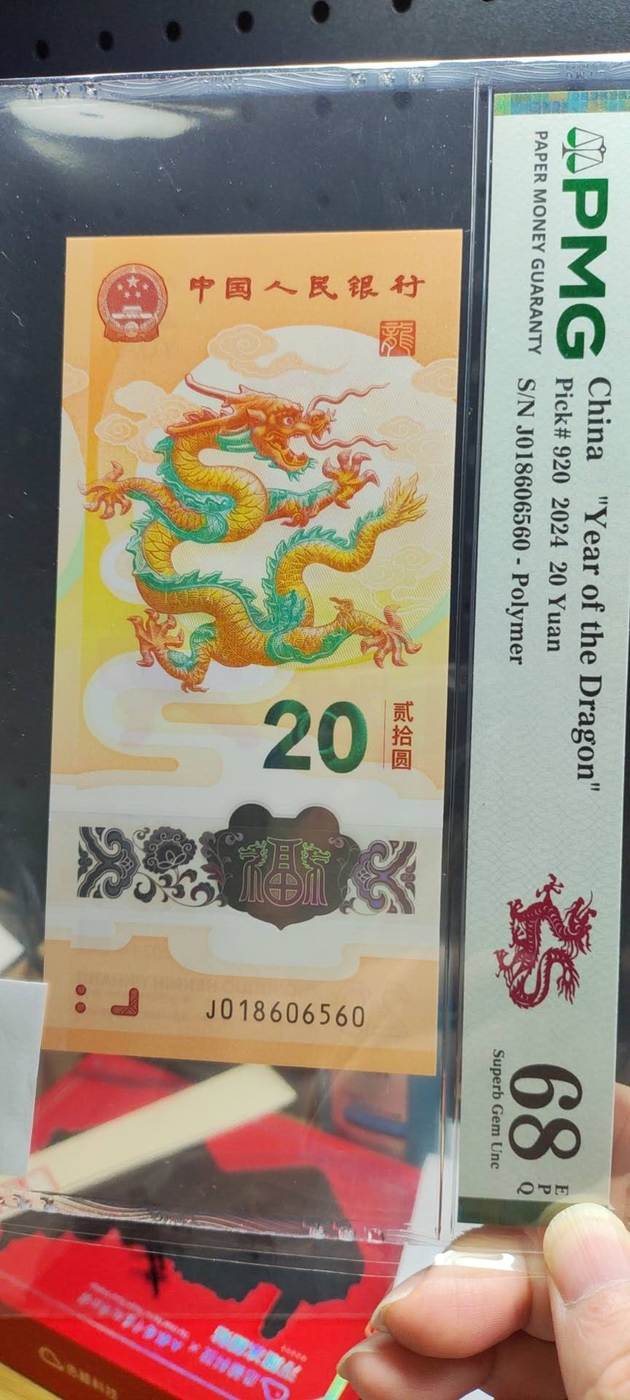 中国人民银行
龍
20
贰拾圆
福
J018606560
PMG
PAPER MONEY GUARANTY
China "Year of the Dragon"
Pick# 920 2024 20 Yuan
S/N J018606560 - Polymer
68
EPQ
Superb Gem Unc